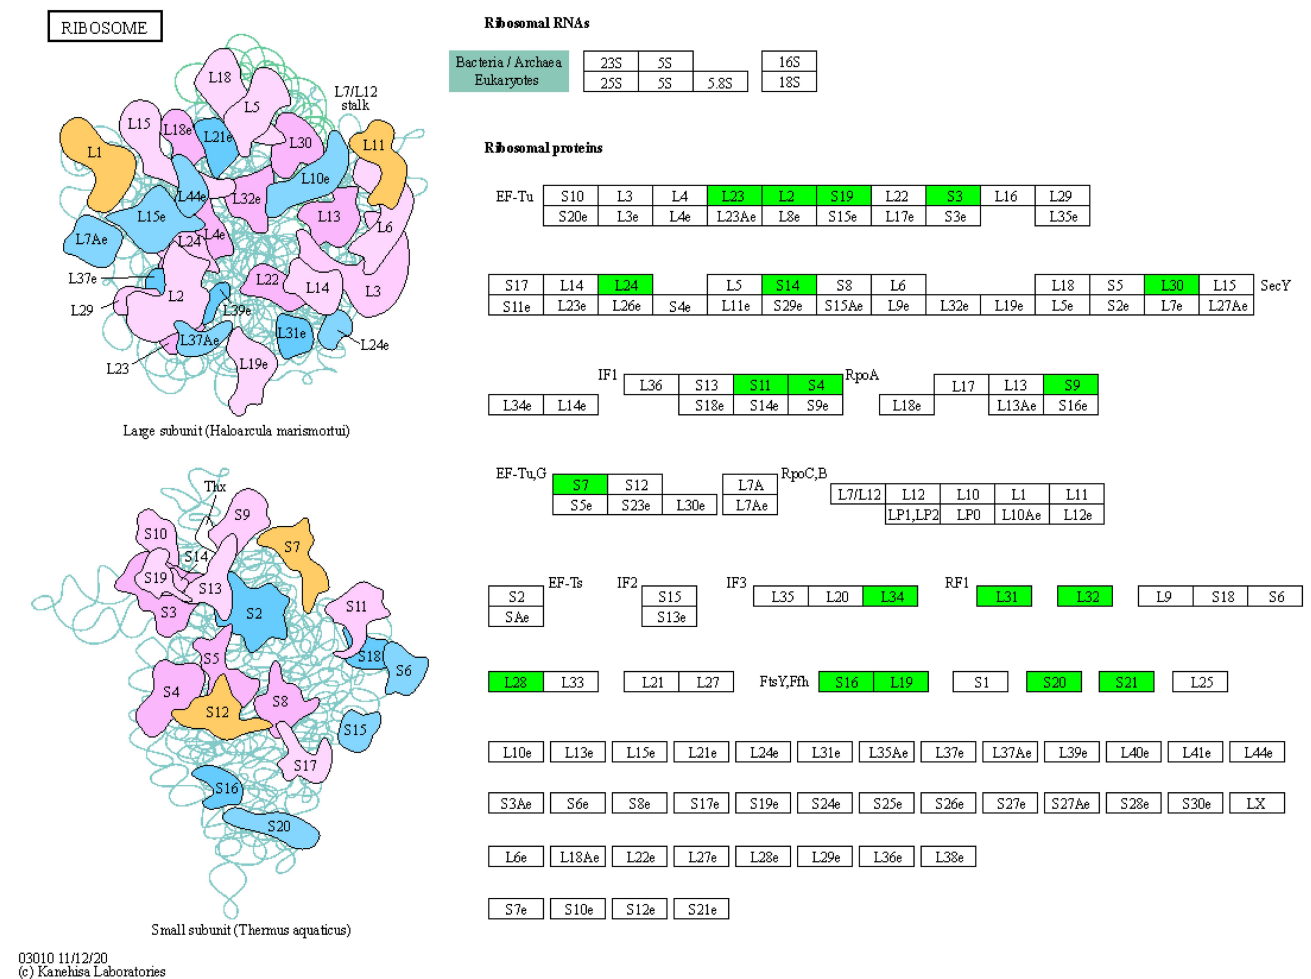 RIBOSOME
L18
L5
L7/L12
stalk
L15
L18e
L21e
L30
L11
L1
L10e
L44e
L32e
L15e
L13
L6
L7Ae
L24
L4e
L37e
L22
L14
L3
L2
L29
L39e
L31e
L37Ae
L24e
L23
L19e
Large subunit (Haloarcula marismortui)
Thx
S9
S10
S7
S14
S19
S13
S3
S2
S11
S5
S18
S6
S4
S8
S12
S15
S17
S16
S20
Small subunit (Thermus aquaticus)
03010 11/12/20
(c) Kanehisa Laboratories
Ribosomal RNAs
Bacteria / Archaea 23S 5S 16S
Eukaryotes 25S 5S 5.8S 18S
Ribosomal proteins
EF-Tu S10 L3 L4 L23 L2 S19 L22 S3 L16 L29
S20e L3e L4e L23Ae L8e S15e L17e S3e L35e
S17 L14 L24 L5 S14 S8 L6 L18 S5 L30 L15 SecY
S11e L23e L26e S4e L11e S29e S15Ae L9e L32e L19e L5e S2e L7e L27Ae
IF1 L36 S13 S11 S4 RpoA L17 L13 S9
L34e L14e S18e S14e S9e L18e L13Ae S16e
EF-Tu,G S7 S12 L7A RpoC,B L7/L12 L12 L10 L1 L11
S5e S23e L30e L7Ae LP1,LP2 LP0 L10Ae L12e
S2 EF-Ts IF2 S15 IF3 L35 L20 L34 RF1 L31 L32 L9 S18 S6
SAe S13e
L28 L33 L21 L27 FtsY,Ffh S16 L19 S1 S20 S21 L25
L10e L13e L15e L21e L24e L31e L35Ae L37e L37Ae L39e L40e L41e L44e
S3Ae S6e S8e S17e S19e S24e S25e S26e S27e S27Ae S28e S30e LX
L6e L18Ae L22e L27e L28e L29e L36e L38e
S7e S10e S12e S21e